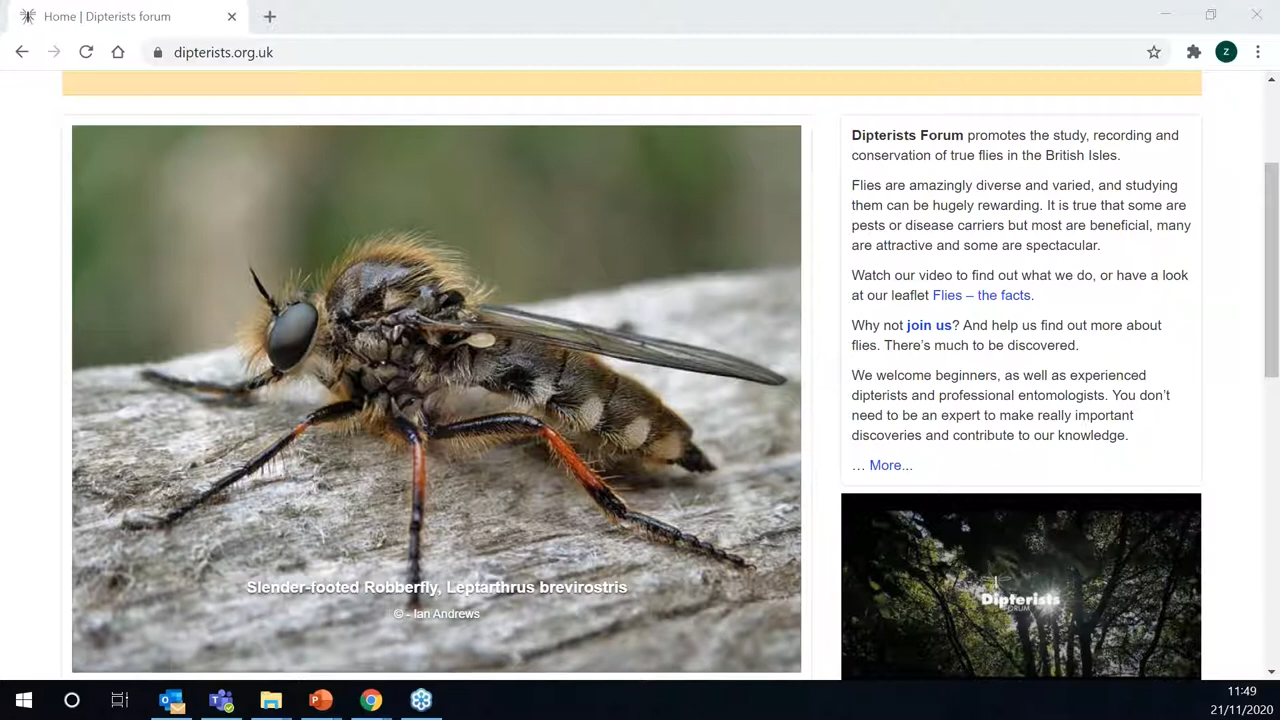 Home | Dipterists forum
dipterists.org.uk
Z
Dipterists Forum promotes the study, recording and
conservation of true flies in the British Isles.
Flies are amazingly diverse and varied, and studying
them can be hugely rewarding. It is true that some are
pests or disease carriers but most are beneficial, many
are attractive and some are spectacular.
Watch our video to find out what we do, or have a look
at our leaflet Flies – the facts.
Why not join us? And help us find out more about
flies. There's much to be discovered.
We welcome beginners, as well as experienced
dipterists and professional entomologists. You don't
need to be an expert to make really important
discoveries and contribute to our knowledge.
… More...
Slender-footed Robberfly, Leptarthrus brevirostris
© - Ian Andrews
Dipterists
FORUM
11:49
21/11/2020